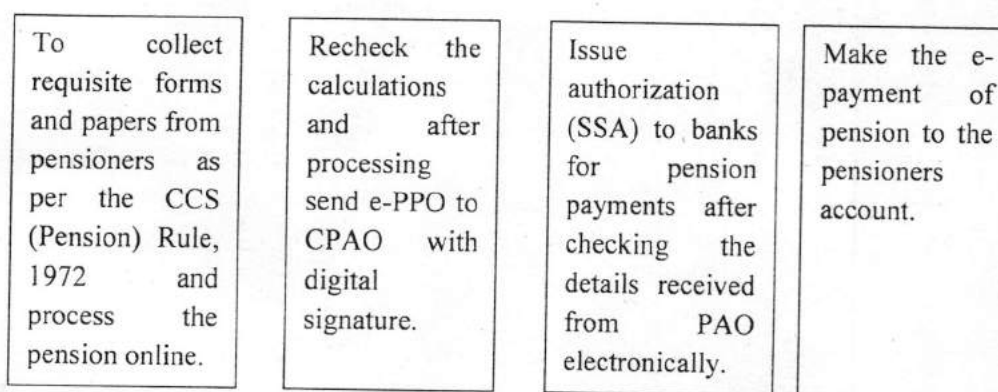 To collect
requisite forms
and papers from
pensioners as
per the CCS
(Pension) Rule,
1972 and
process the
pension online.
Recheck the
calculations
and after
processing
send e-PPO to
CPAO with
digital
signature.
Issue
authorization
(SSA) to banks
for pension
payments after
checking the
details received
from PAO
electronically.
Make the e-
payment of
pension to the
pensioners
account.